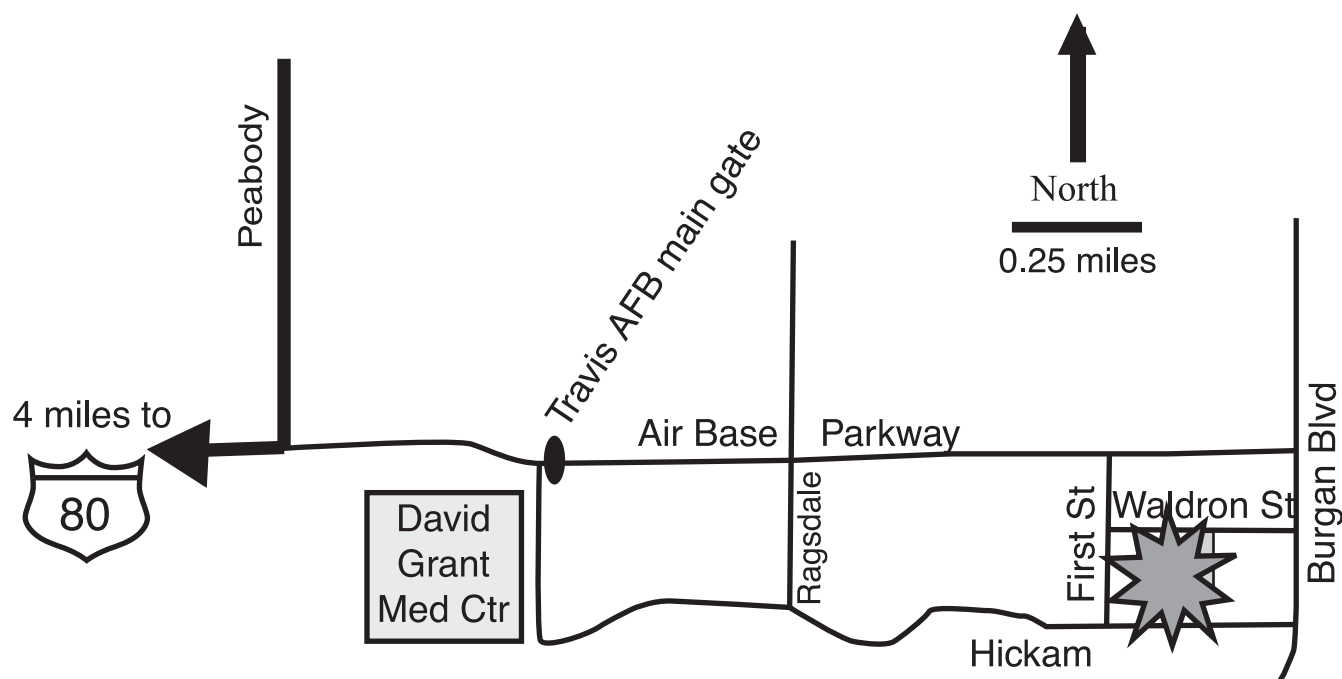 Peabody
Travis AFB main gate
North
0.25 miles
4 miles to
80
Air Base Parkway
David
Grant
Med Ctr
Ragsdale
First St
Waldron St
Burgan Blvd
Hickam